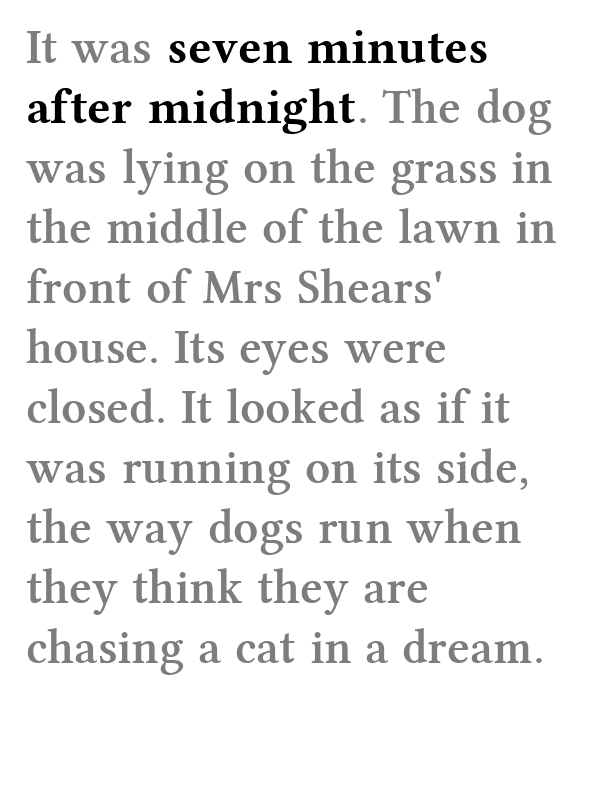 It was seven minutes
after midnight. The dog
was lying on the grass in
the middle of the lawn in
front of Mrs Shears'
house. Its eyes were
closed. It looked as if it
was running on its side,
the way dogs run when
they think they are
chasing a cat in a dream.